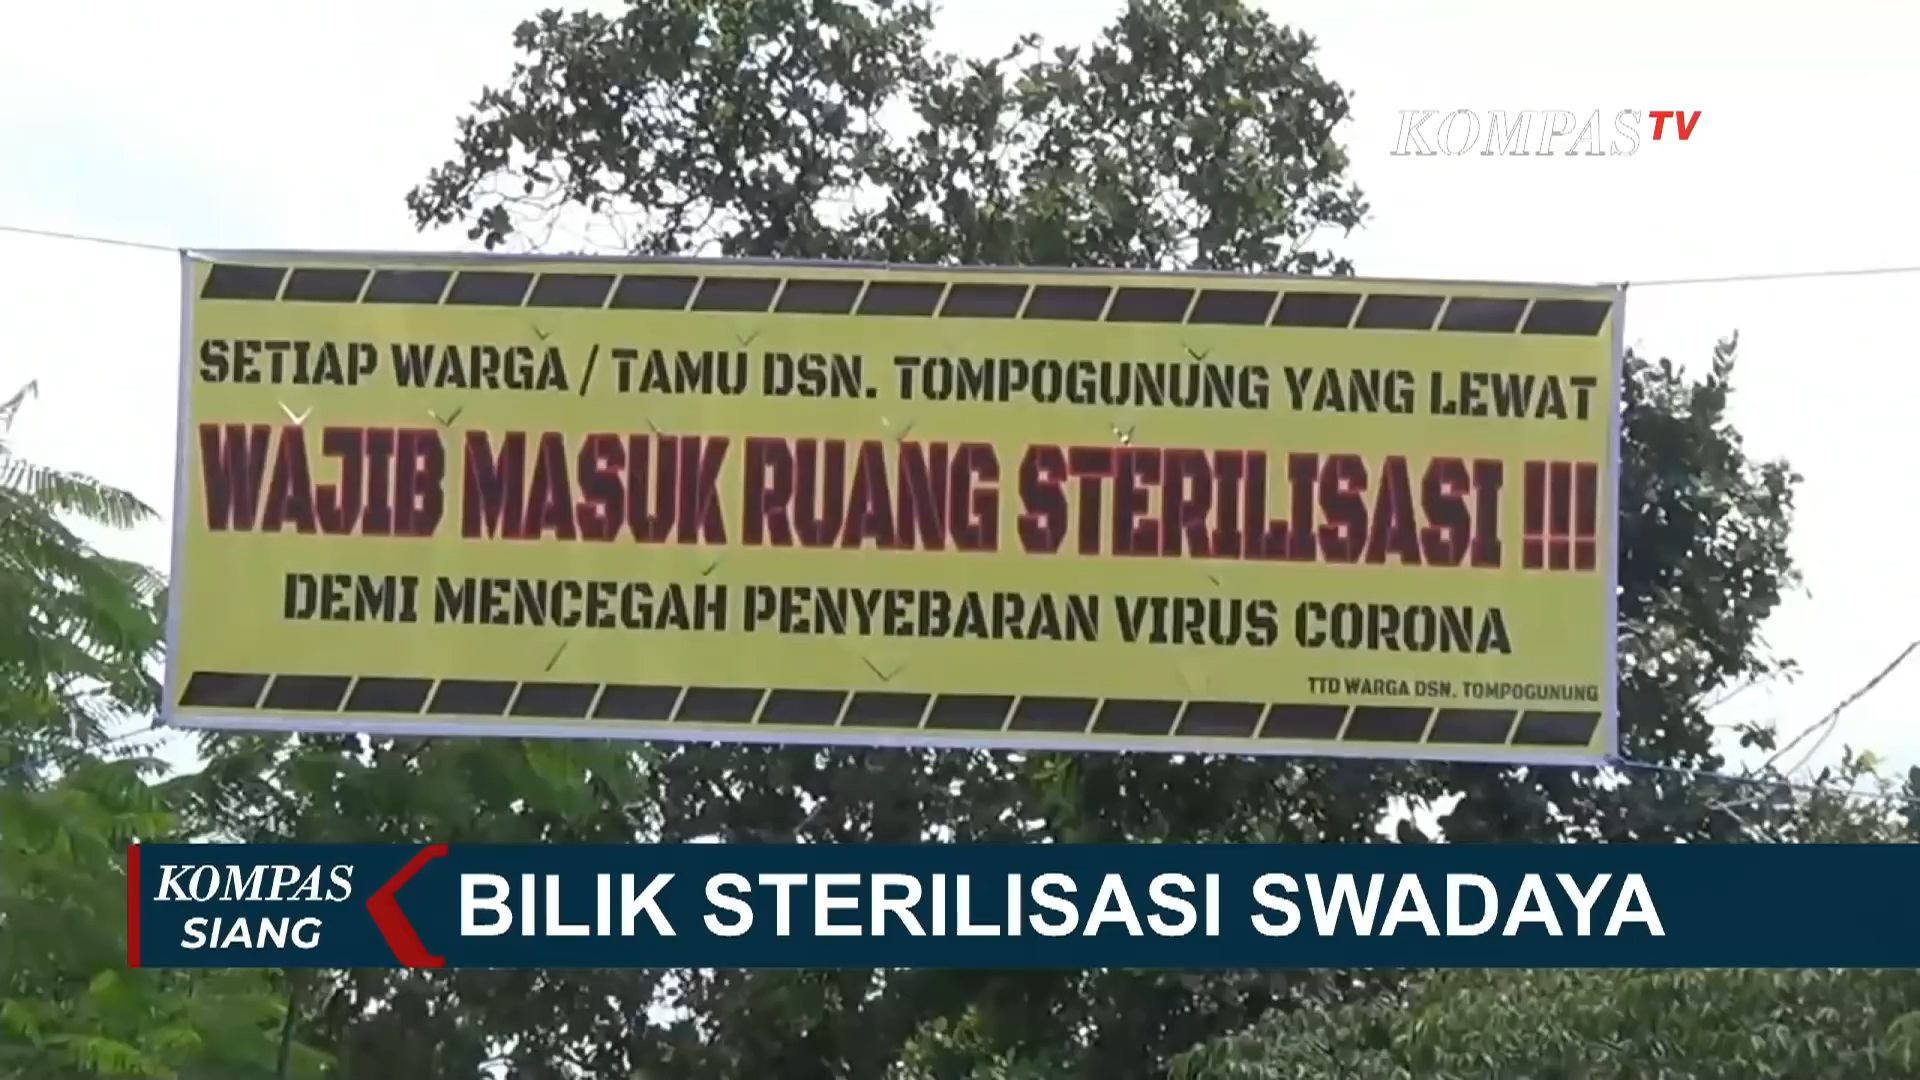 KOMPAS TV
SETIAP WARGA / TAMU DSN. TOMPOGUNUNG YANG LEWAT
WAJIB MASUK RUANG STERILISASI !!!
DEMI MENCEGAH PENYEBARAN VIRUS CORONA
TTD WARGA DSN. TOMPOGUNUNG
KOMPAS
SIANG
BILIK STERILISASI SWADAYA